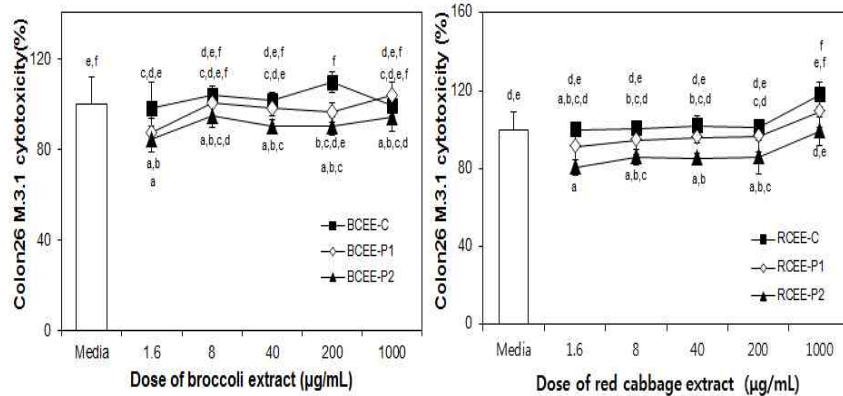 Colon26 M.3.1 cytotoxicity(%)
120
80
40
0
e,f
c,d,e
d,e,f
c,d,e,f
d,e,f
c,d,e
f
d,e,f
c,d,e,f
a,b
a
a,b,c,d
a,b,c
b,c,d,e
a,b,c
a,b,c,d
BCEE-C
BCEE-P1
BCEE-P2
Media 1.6 8 40 200 1000
Dose of broccoli extract (μg/mL)
Colon26 M.3.1 cytotoxicity (%)
160
120
80
40
0
d,e
d,e
a,b,c,d
d,e
b,c,d
d,e
b,c,d
d,e
c,d
f
e,f
a
a,b,c
a,b
a,b,c
d,e
RCEE-C
RCEE-P1
RCEE-P2
Media 1.6 8 40 200 1000
Dose of red cabbage extract (μg/mL)